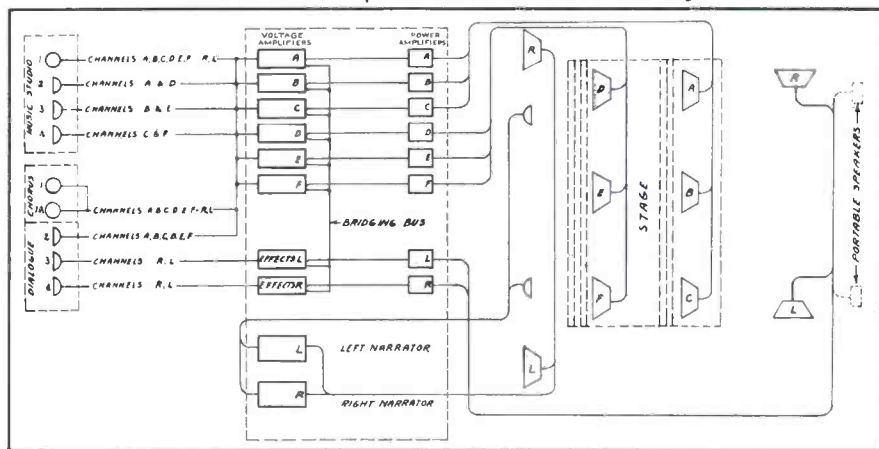 VOLTAGE AMPLIFIERS
POWER AMPLIFIERS
MUSIC STUDIO
1 CHANNELS A,B,C,D,E,F R,L
2 CHANNELS A & D
3 CHANNELS B & E
4 CHANNELS C & F
CHORUS
1
1A CHANNELS A B C D E F - R,L
DIALOGUE
2 CHANNELS A,B,C,D,E,F
3 CHANNELS R,L
4 CHANNELS R,L
A
B
C
D
E
F
EFFECTS L
EFFECTS R
L
R
BRIDGING BUS
A
B
C
D
E
F
L
R
LEFT NARRATOR
RIGHT NARRATOR
R
L
D
E
F
STAGE
A
B
C
R
L
PORTABLE SPEAKERS